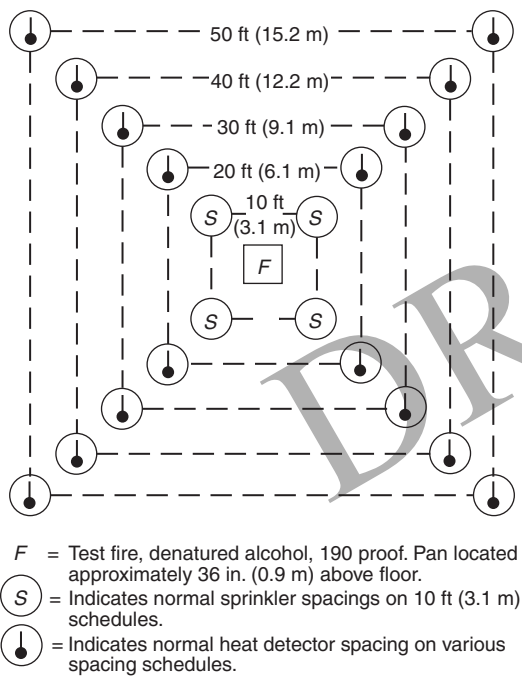 50 ft (15.2 m)
40 ft (12.2 m)
30 ft (9.1 m)
20 ft (6.1 m)
10 ft
(3.1 m)
S S
F
S S
DR
F = Test fire, denatured alcohol, 190 proof. Pan located
approximately 36 in. (0.9 m) above floor.
S = Indicates normal sprinkler spacings on 10 ft (3.1 m)
schedules.
= Indicates normal heat detector spacing on various
spacing schedules.